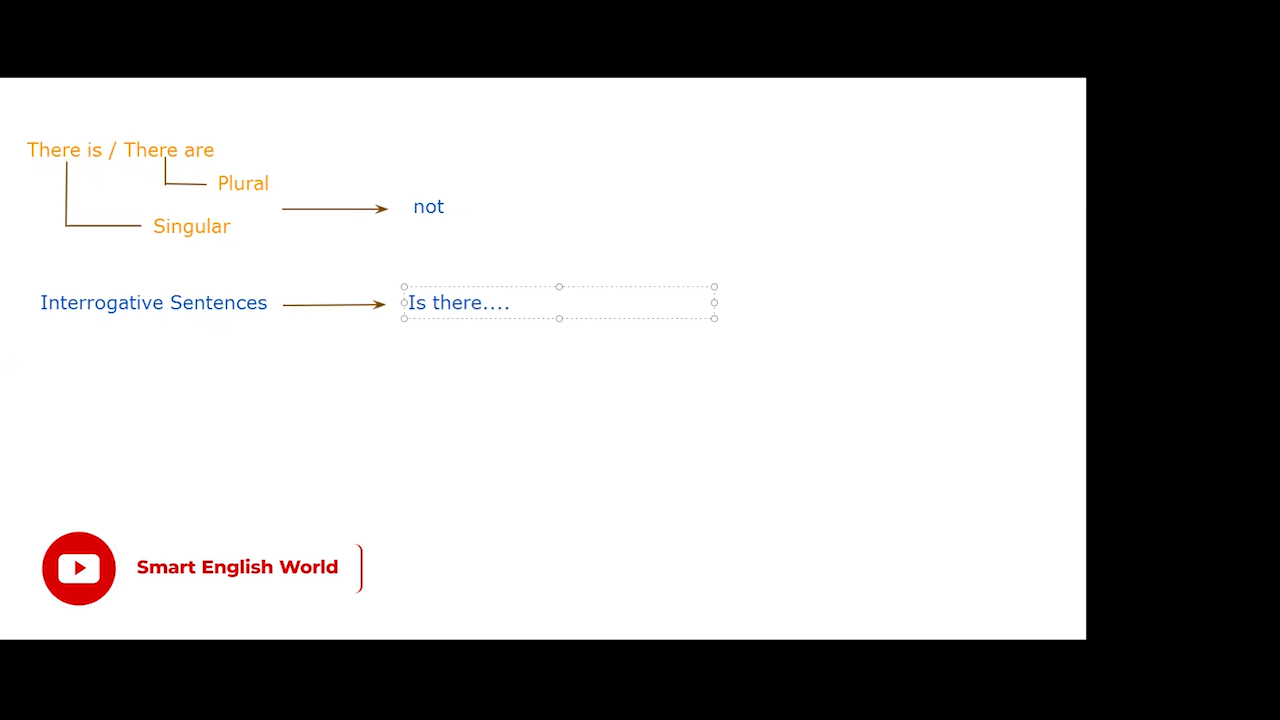 There is / There are
Plural
not
Singular
Interrogative Sentences
Is there....
Smart English World